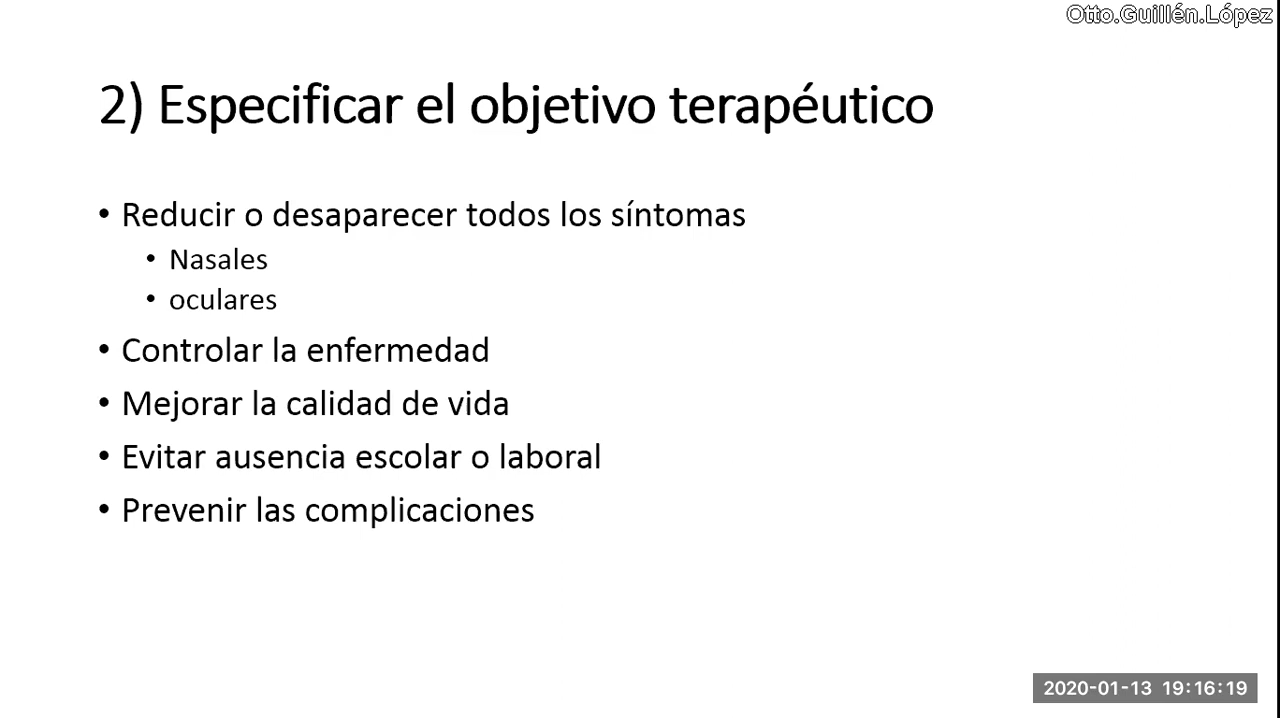 Otto.Guillén.López
2) Especificar el objetivo terapéutico
• Reducir o desaparecer todos los síntomas
• Nasales
• oculares
• Controlar la enfermedad
• Mejorar la calidad de vida
• Evitar ausencia escolar o laboral
• Prevenir las complicaciones
2020-01-13 19:16:19